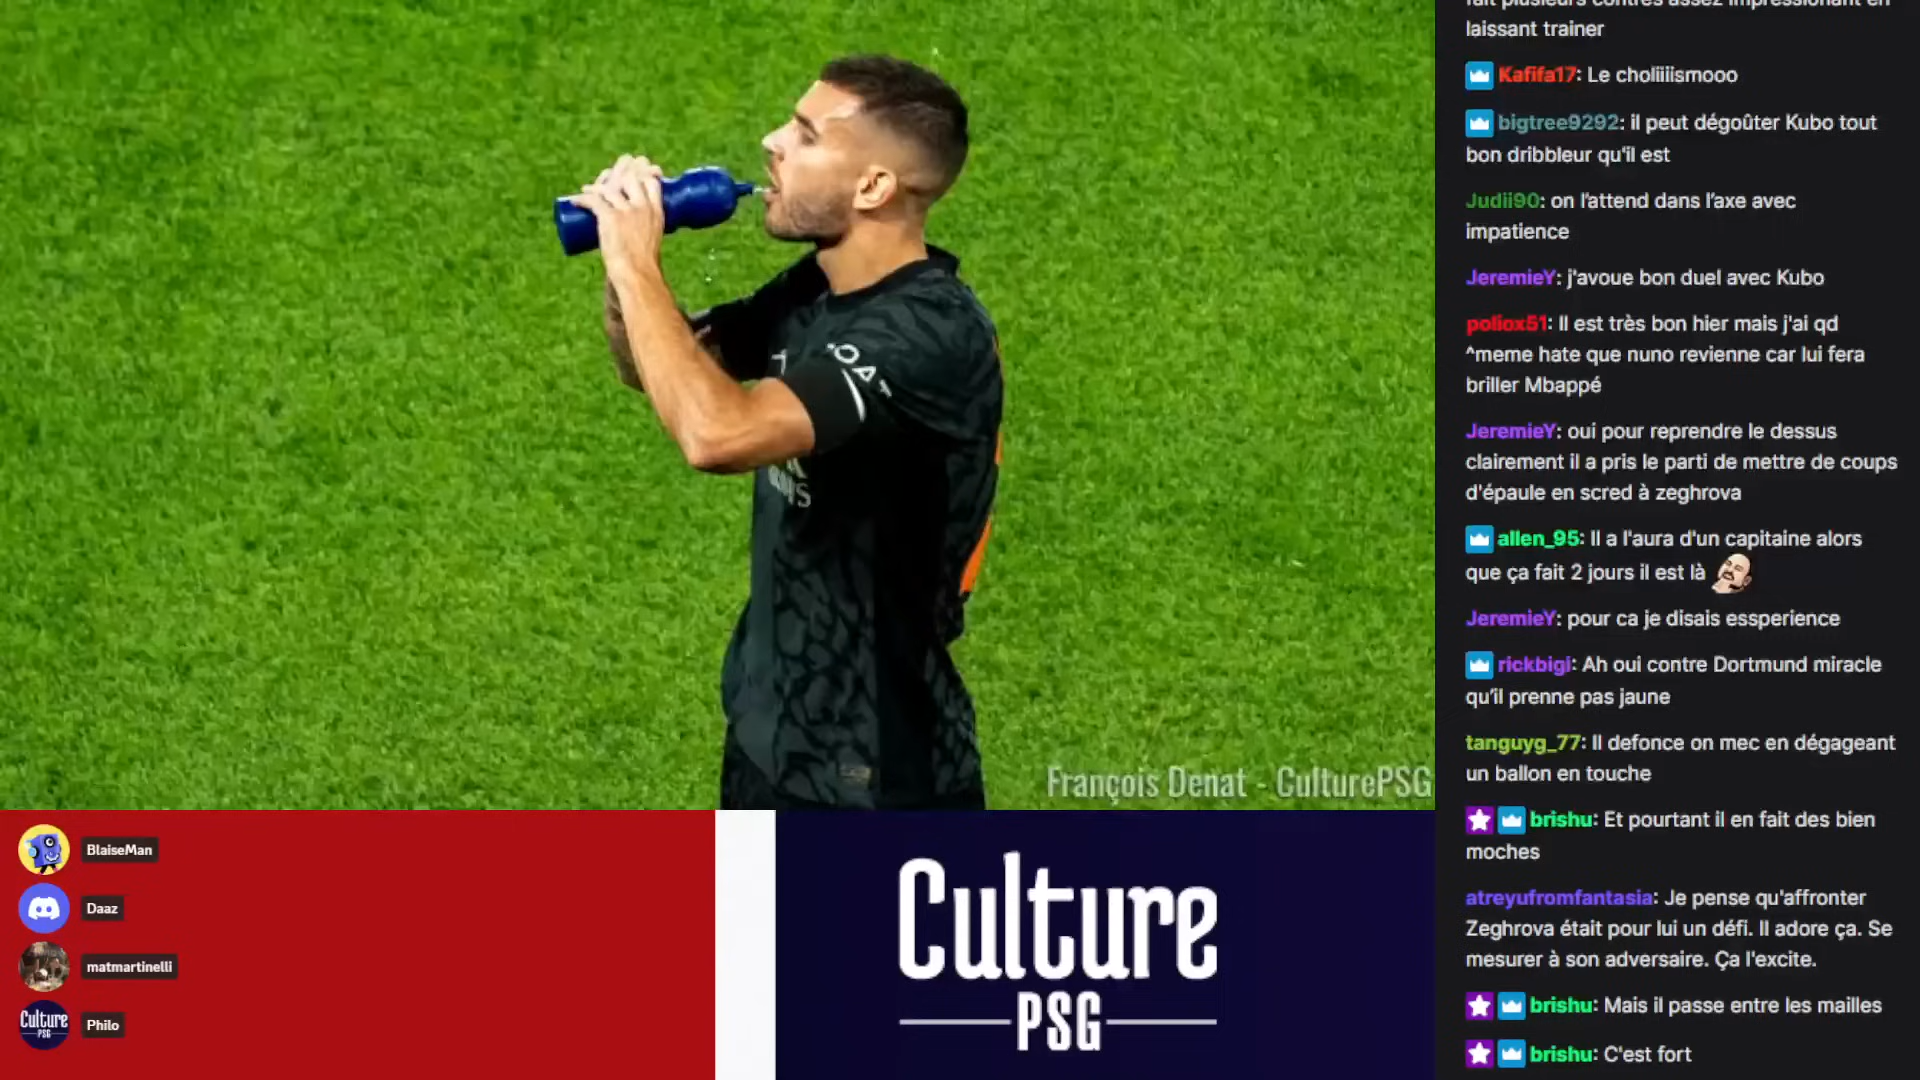 François Denat - CulturePSG
BlaiseMan
Daaz
matmartinelli
Culture
PSG
Philo
Culture
PSG
laissant trainer
Kafifa17: Le choliiiismooo
bigtree9292: il peut dégoûter Kubo tout
bon dribbleur qu'il est
Judii90: on l'attend dans l'axe avec
impatience
JeremieY: j'avoue bon duel avec Kubo
poliox51: Il est très bon hier mais j'ai qd
^meme hate que nuno revienne car lui fera
briller Mbappé
JeremieY: oui pour reprendre le dessus
clairement il a pris le parti de mettre de coups
d'épaule en scred à zeghrova
allen_95: Il a l'aura d'un capitaine alors
que ça fait 2 jours il est là
JeremieY: pour ca je disais essperience
rickbigi: Ah oui contre Dortmund miracle
qu'il prenne pas jaune
tanguyg_77: Il defonce on mec en dégageant
un ballon en touche
brishu: Et pourtant il en fait des bien
moches
atreyufromfantasia: Je pense qu'affronter
Zeghrova était pour lui un défi. Il adore ça. Se
mesurer à son adversaire. Ça l'excite.
brishu: Mais il passe entre les mailles
brishu: C'est fort